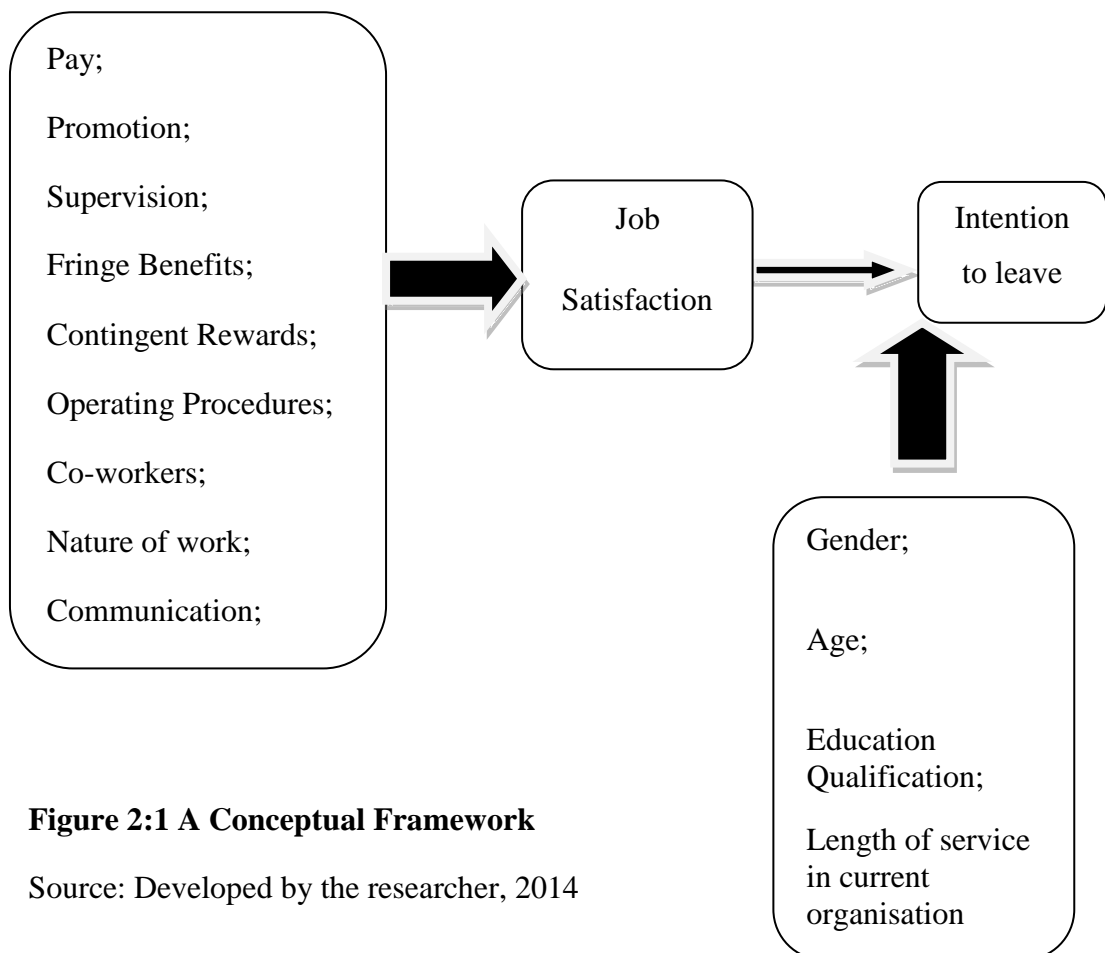 Pay;
Promotion;
Supervision;
Fringe Benefits;
Contingent Rewards;
Operating Procedures;
Co-workers;
Nature of work;
Communication;
Job
Satisfaction
Intention
to leave
Gender;
Age;
Education
Qualification;
Length of service
in current
organisation
Figure 2:1 A Conceptual Framework
Source: Developed by the researcher, 2014